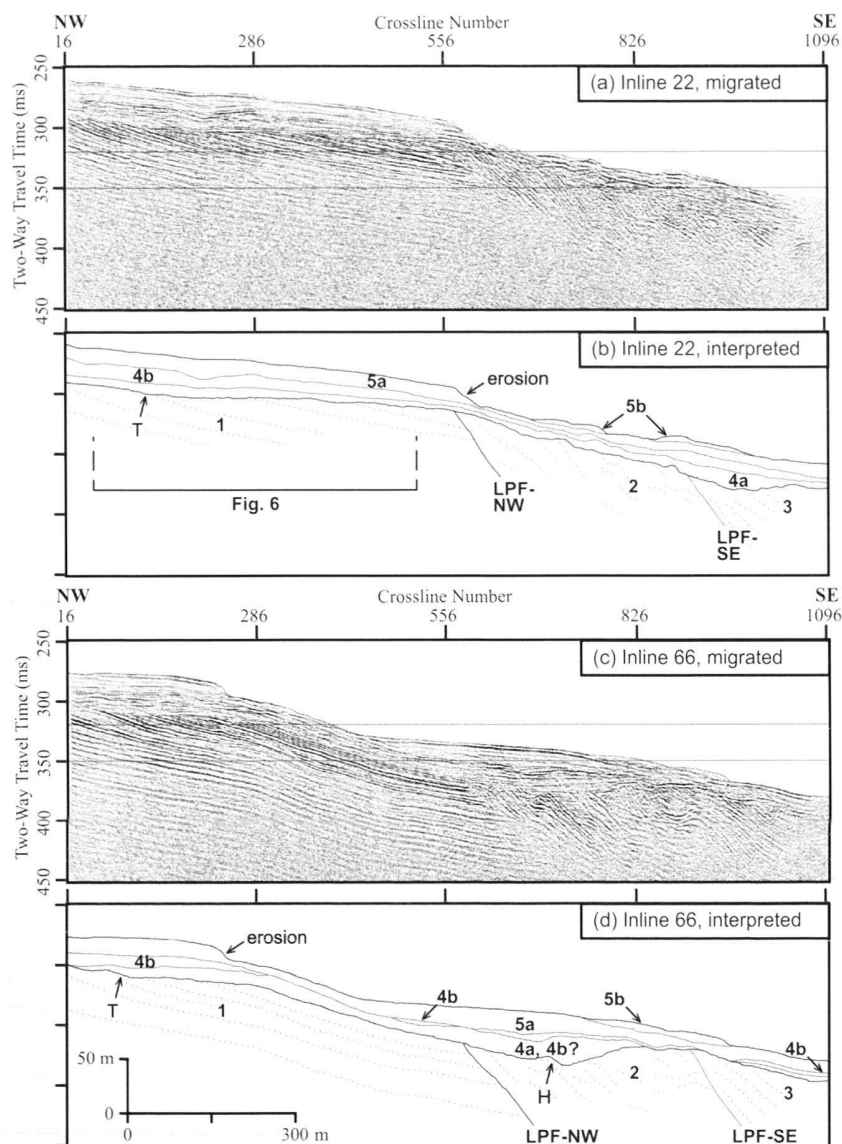 NW Crossline Number SE
16 286 556 826 1096
Two-Way Travel Time (ms)
250
300
350
400
450
(a) Inline 22, migrated
(b) Inline 22, interpreted
4b
5a
erosion
5b
T
1
Fig. 6
LPF-
NW
2
4a
3
LPF-
SE
NW Crossline Number SE
16 286 556 826 1096
Two-Way Travel Time (ms)
250
300
350
400
450
(c) Inline 66, migrated
(d) Inline 66, interpreted
erosion
4b
T
1
4b
5a
5b
4a, 4b?
4b
H
2
3
50 m
0
0 300 m
LPF-NW
LPF-SE